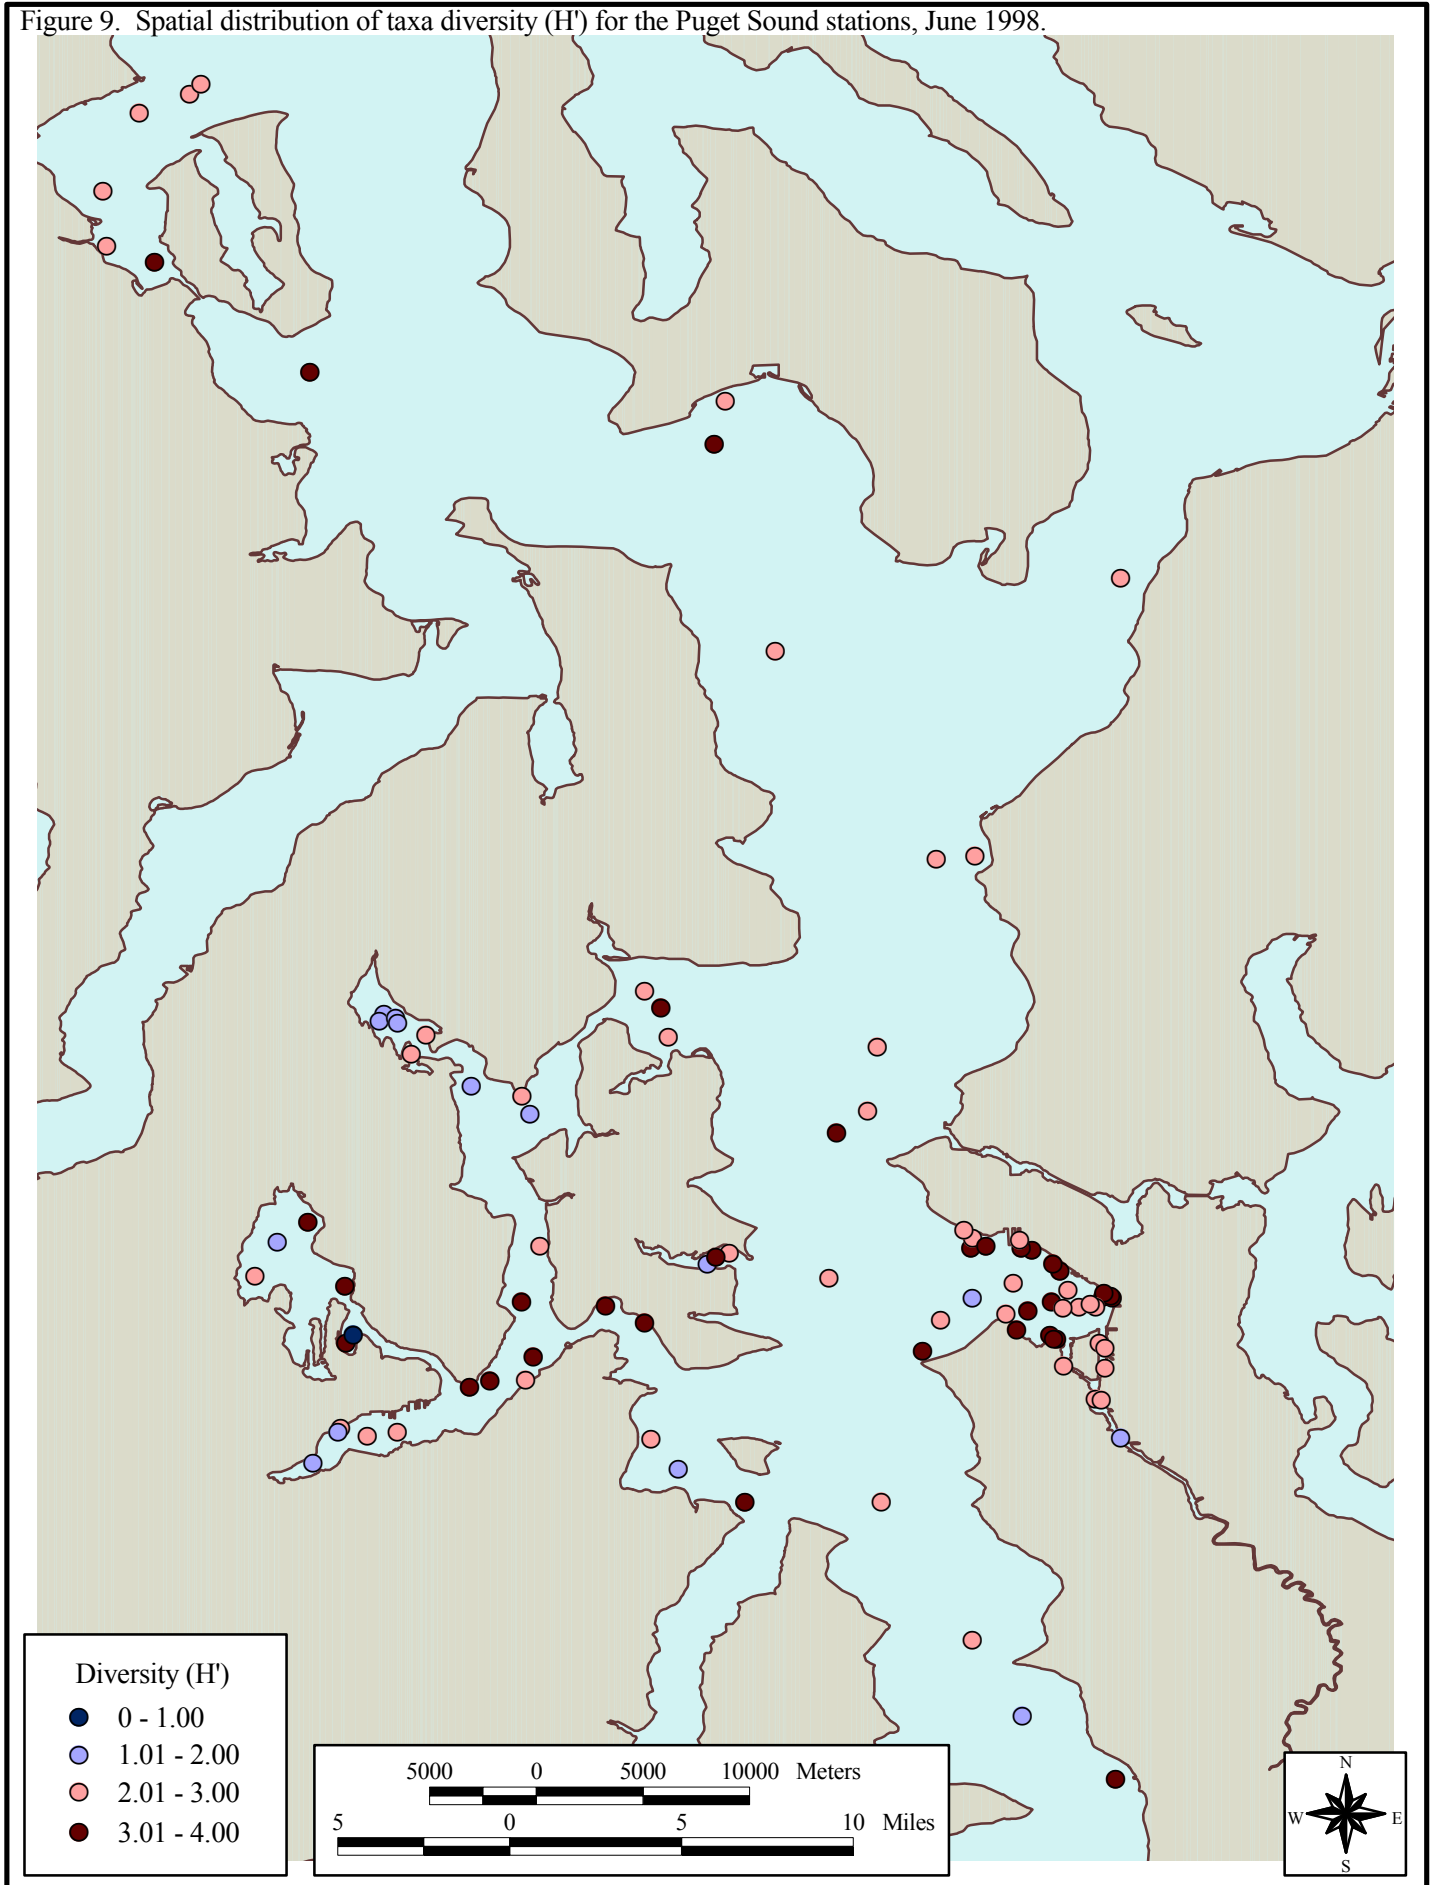 Figure 9. Spatial distribution of taxa diversity (H') for the Puget Sound stations, June 1998.
Diversity (H')
0 - 1.00
1.01 - 2.00
2.01 - 3.00
3.01 - 4.00
5000 0 5000 10000 Meters
5 0 5 10 Miles
N
W E
S